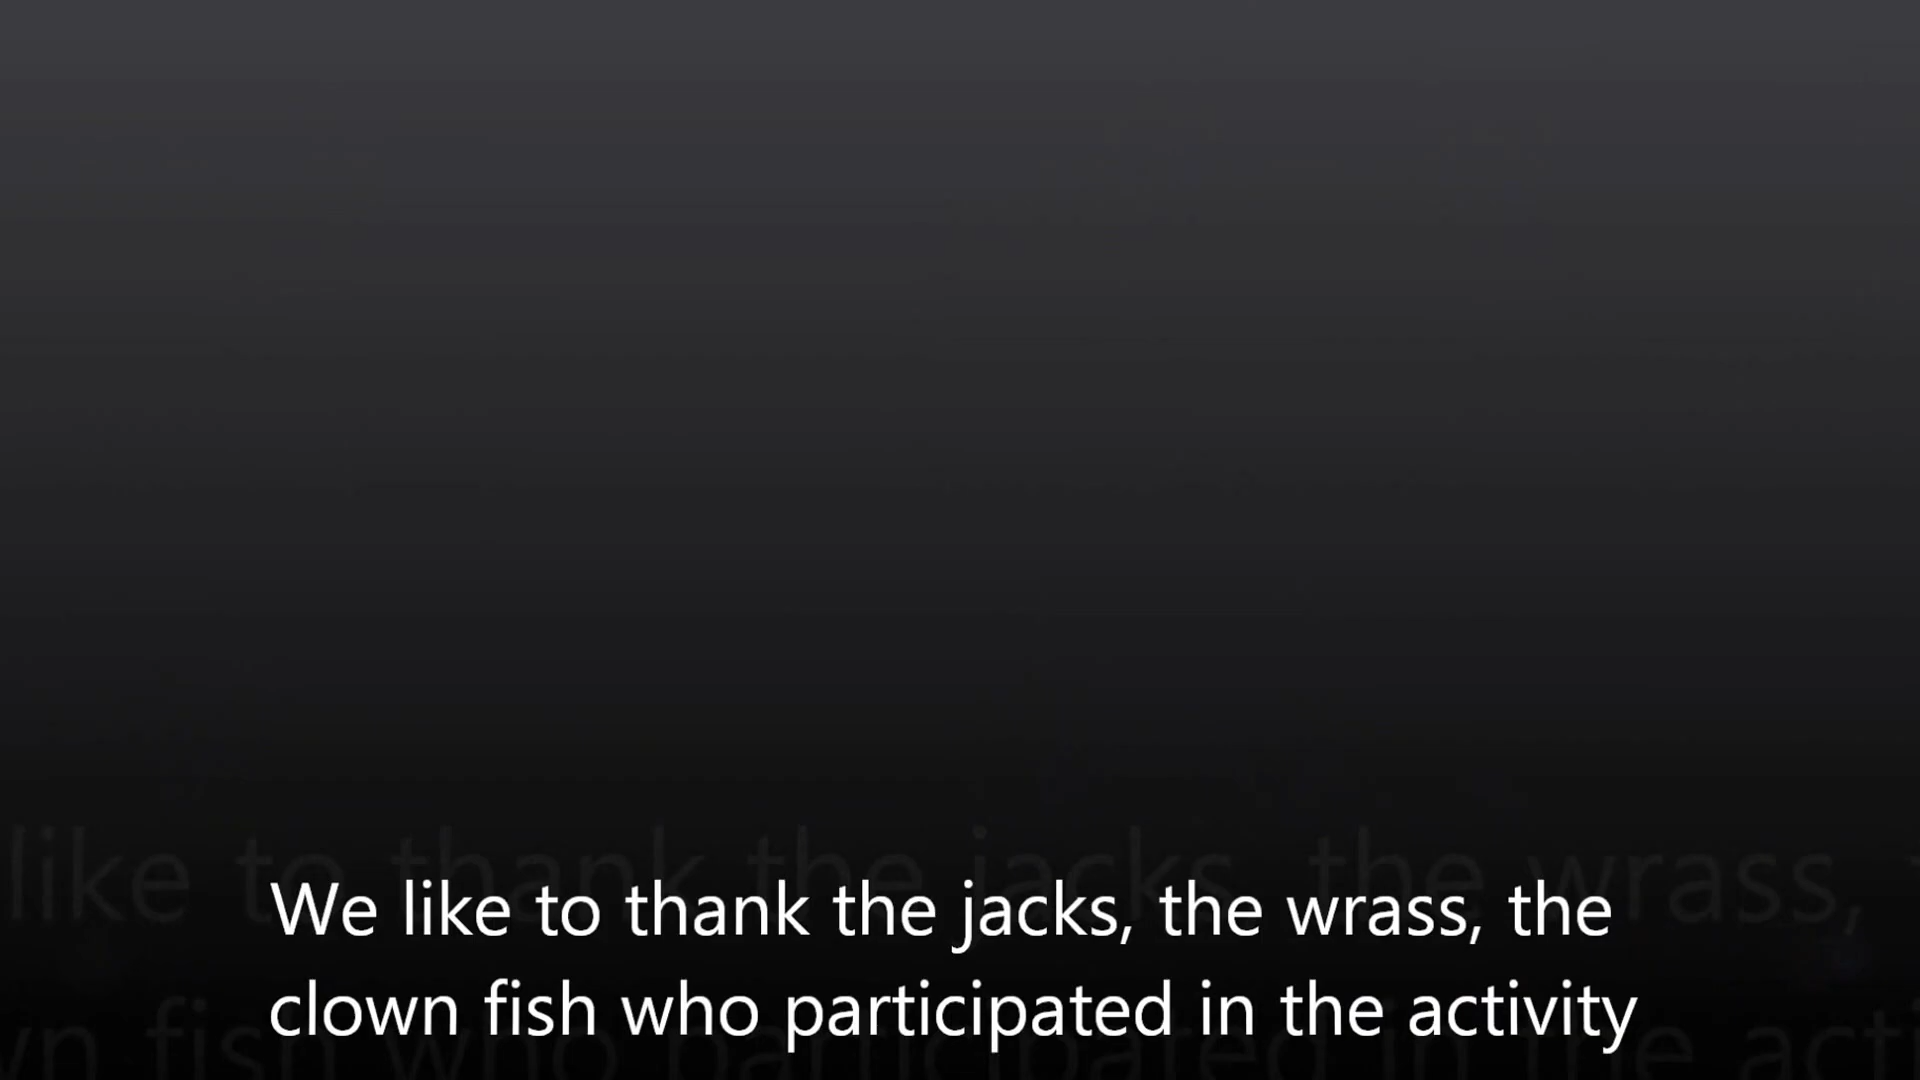 We like to thank the jacks, the wrass, the
clown fish who participated in the activity